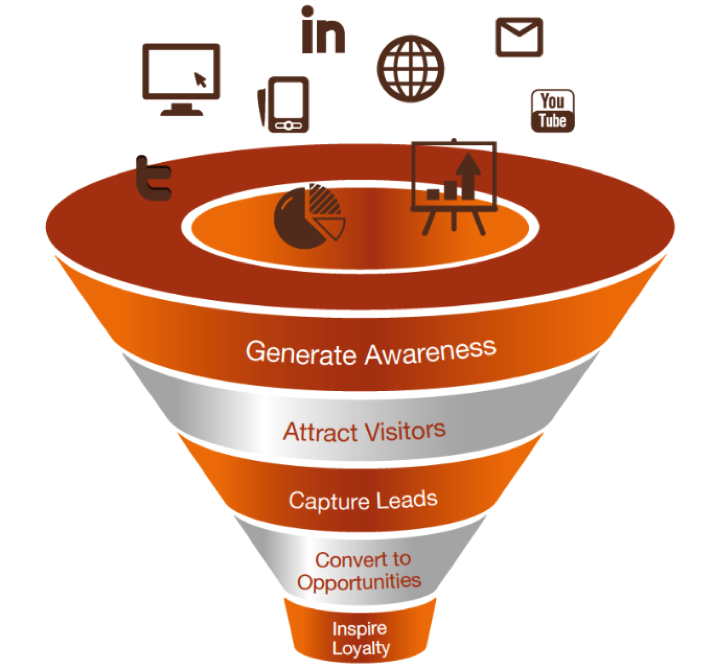 in
You
Tube
t
Generate Awareness
Attract Visitors
Capture Leads
Convert to
Opportunities
Inspire
Loyalty